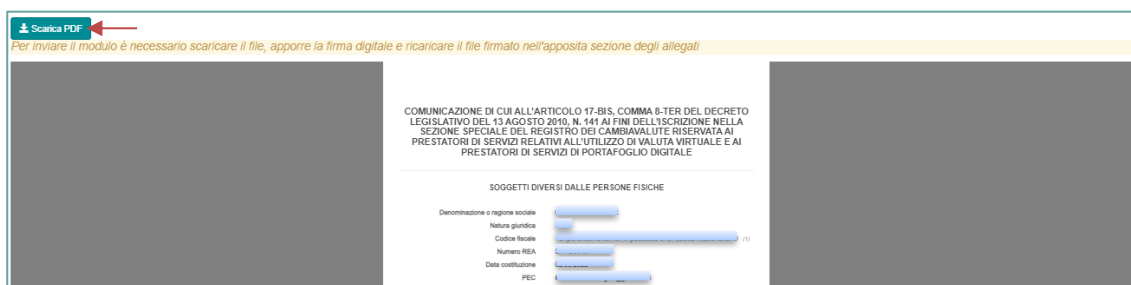 Scarica PDF
Per inviare il modulo è necessario scaricare il file, apporre la firma digitale e ricaricare il file firmato nell'apposita sezione degli allegati
COMUNICAZIONE DI CUI ALL'ARTICOLO 17-BIS, COMMA 8-TER DEL DECRETO
LEGISLATIVO DEL 13 AGOSTO 2010, N. 141 AI FINI DELL'ISCRIZIONE NELLA
SEZIONE SPECIALE DEL REGISTRO DEI CAMBIAVALUTE RISERVATA AI
PRESTATORI DI SERVIZI RELATIVI ALL'UTILIZZO DI VALUTA VIRTUALE E AI
PRESTATORI DI SERVIZI DI PORTAFOGLIO DIGITALE
SOGGETTI DIVERSI DALLE PERSONE FISICHE
Denominazione o ragione sociale
Natura giuridica
Codice fiscale (1)
Numero REA
Data costituzione
PEC